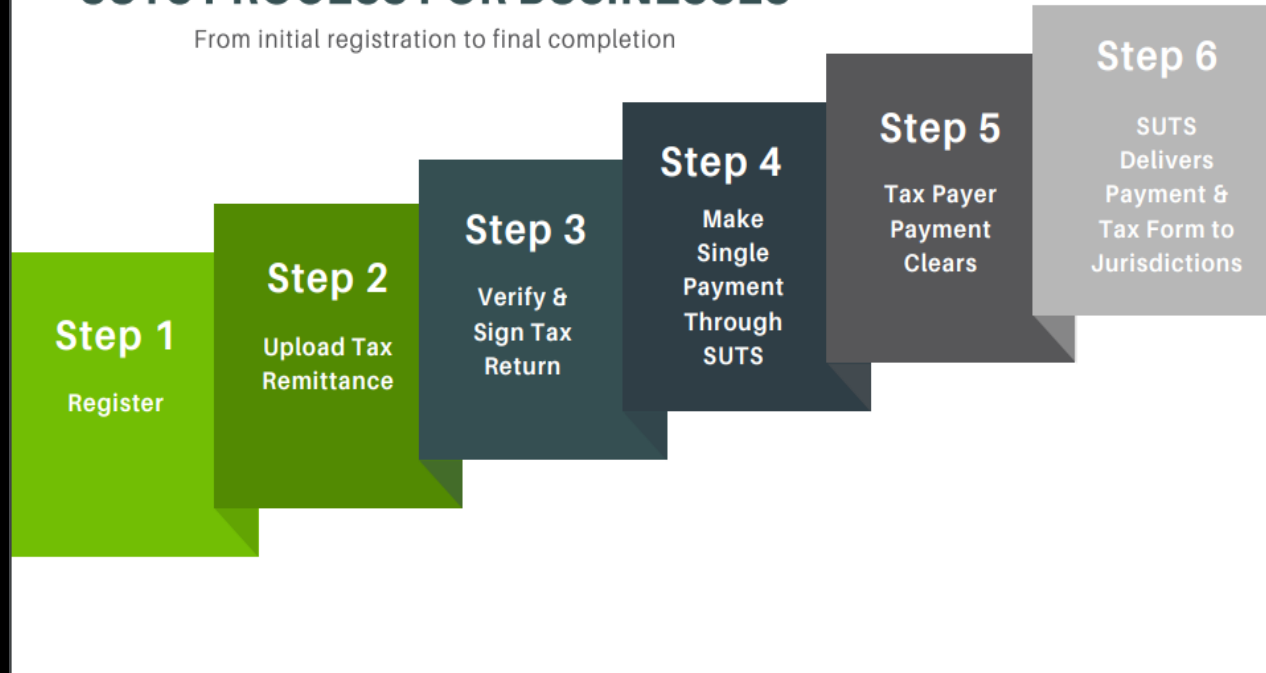 From initial registration to final completion
Step 1
Register
Step 2
Upload Tax
Remittance
Step 3
Verify &
Sign Tax
Return
Step 4
Make
Single
Payment
Through
SUTS
Step 5
Tax Payer
Payment
Clears
Step 6
SUTS
Delivers
Payment &
Tax Form to
Jurisdictions